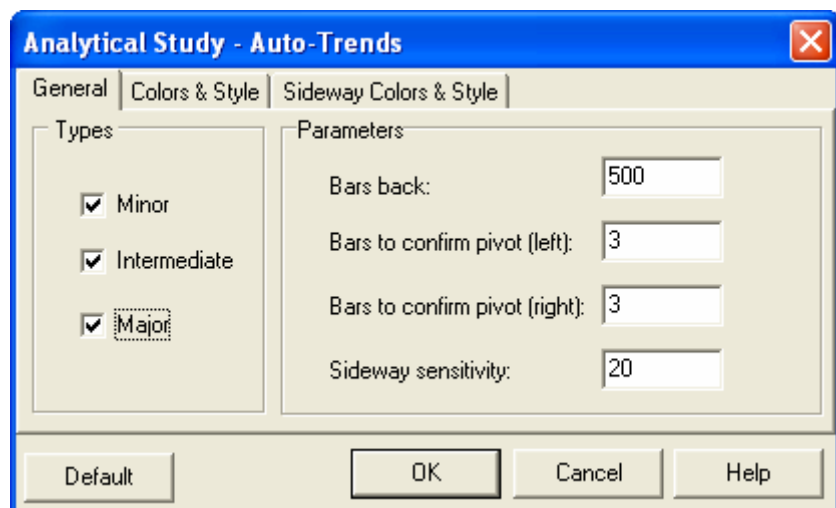 Analytical Study - Auto-Trends
General
Colors & Style
Sideway Colors & Style
Types
Minor
Intermediate
Major
Parameters
Bars back: 500
Bars to confirm pivot (left): 3
Bars to confirm pivot (right): 3
Sideway sensitivity: 20
Default
OK
Cancel
Help